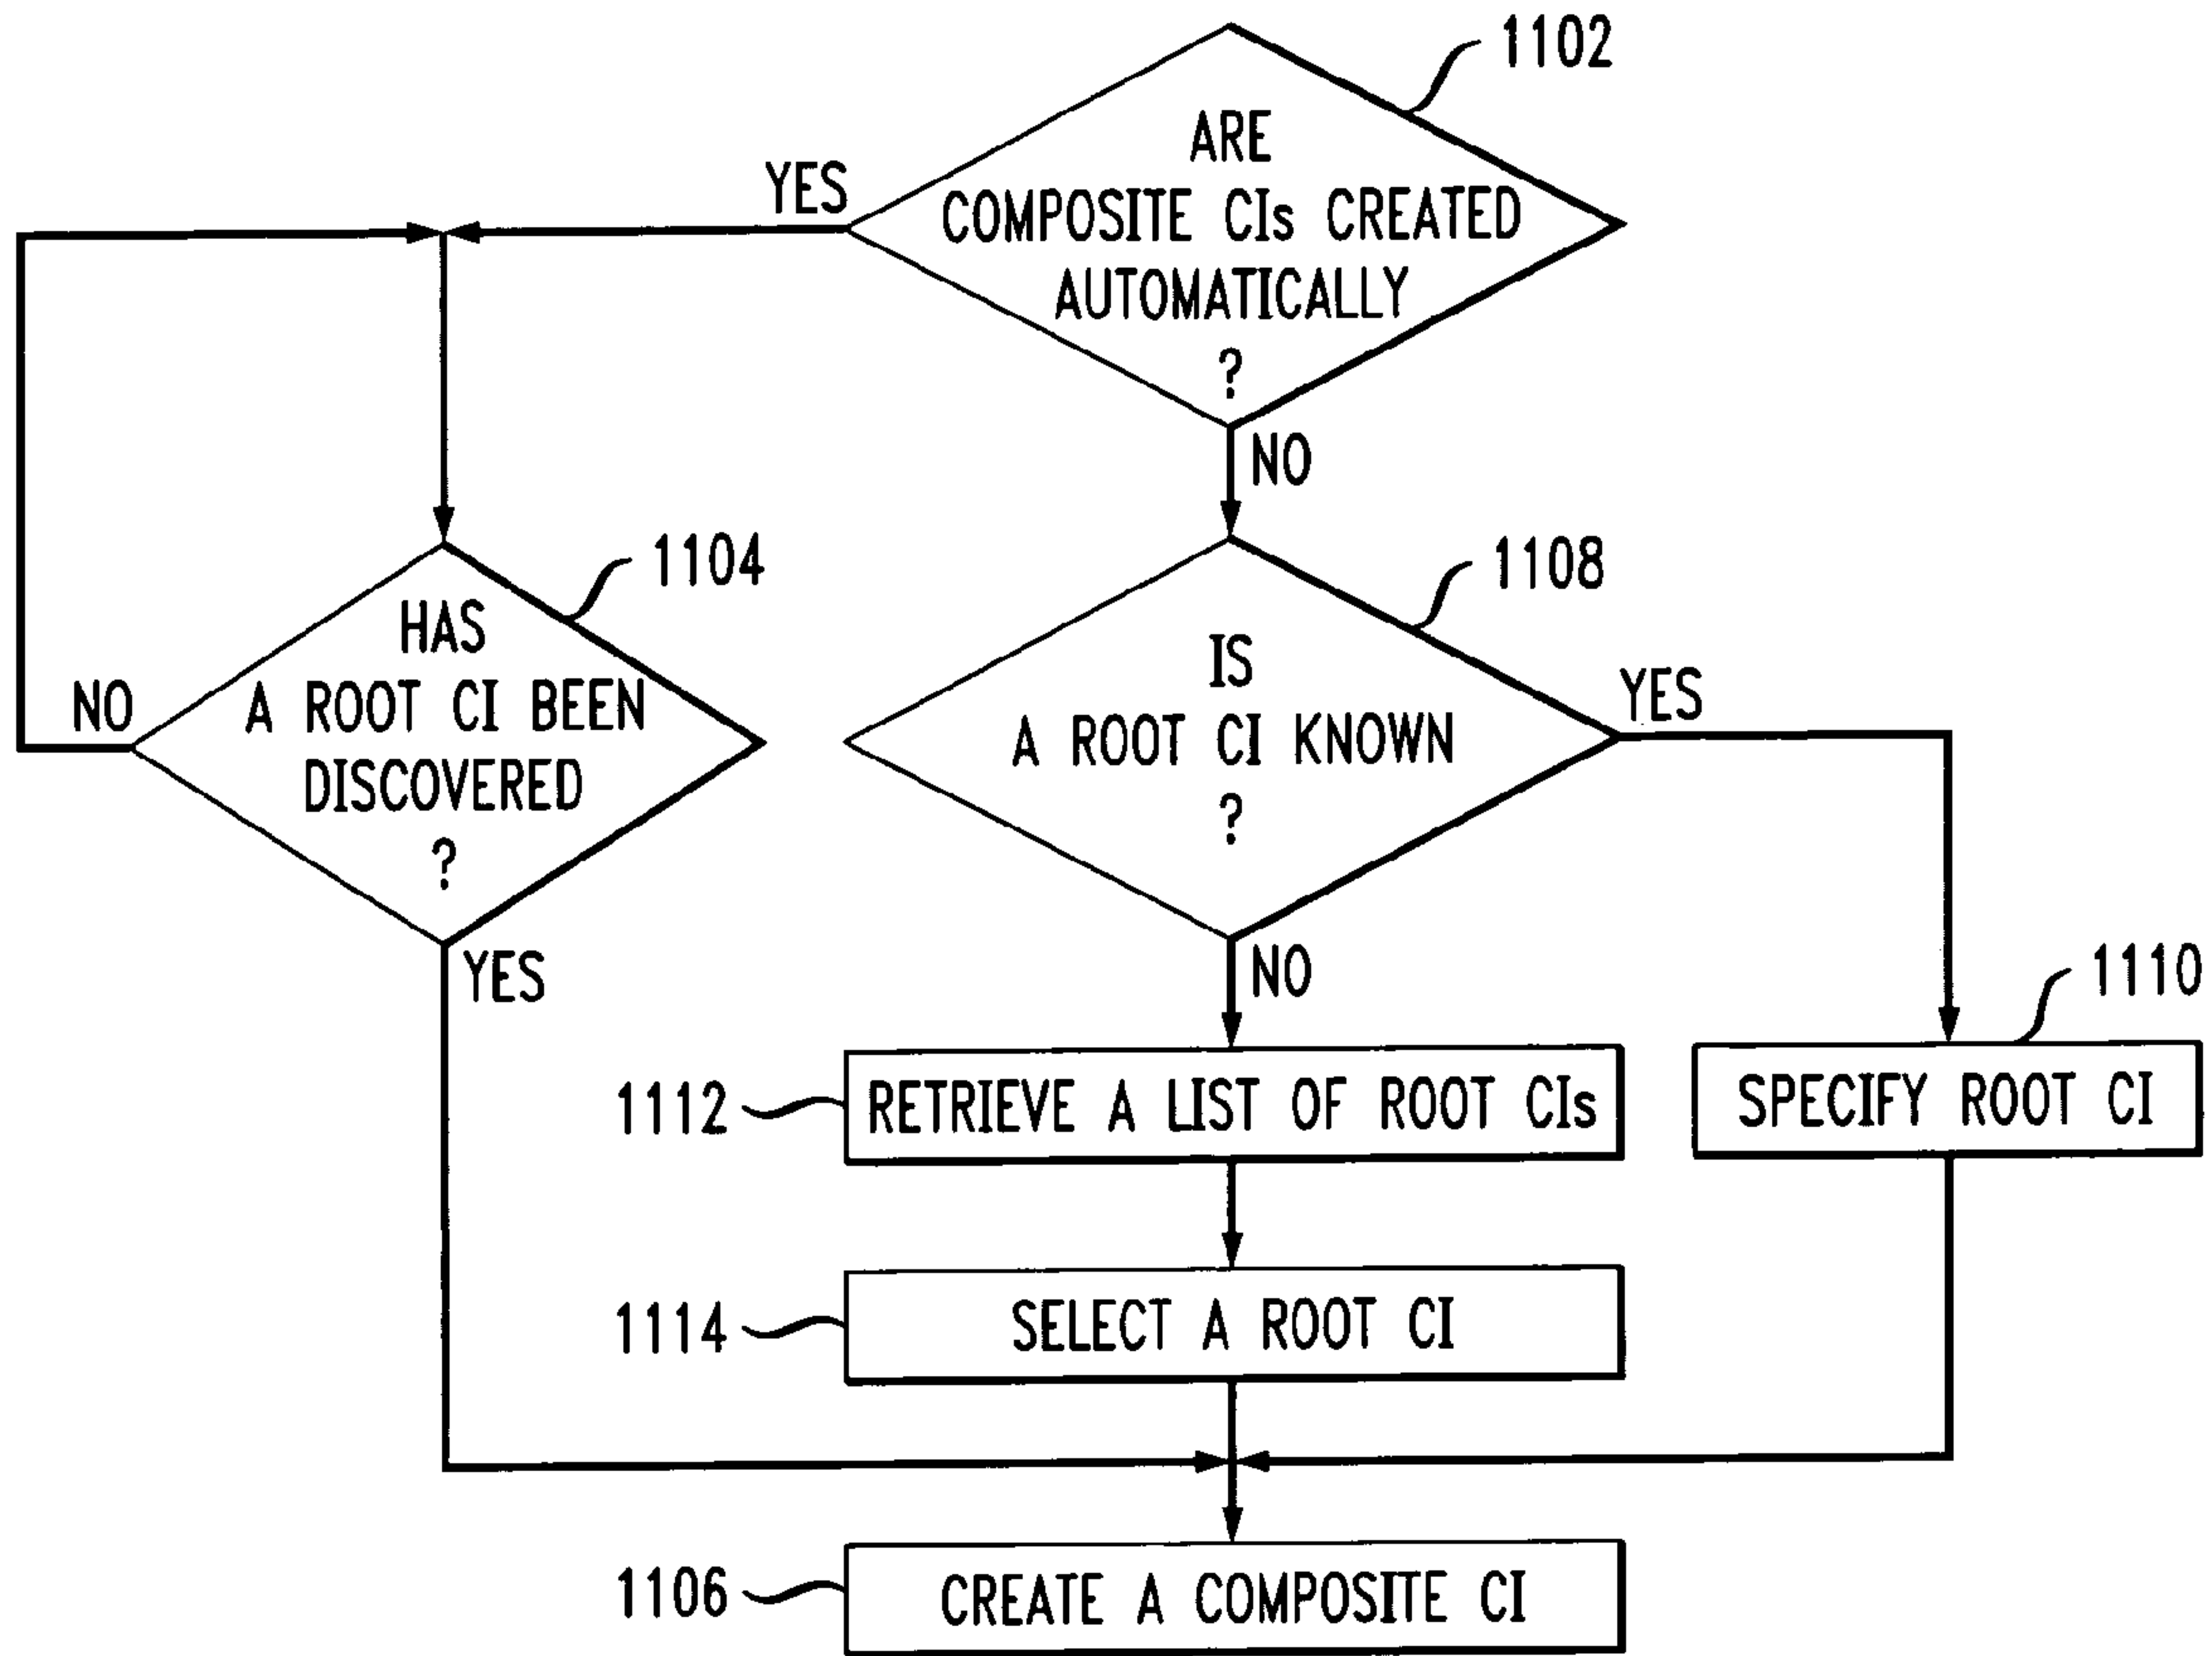 1102
ARE
COMPOSITE CIs CREATED
AUTOMATICALLY
?
YES
NO
1104
HAS
A ROOT CI BEEN
DISCOVERED
?
NO
YES
1108
IS
A ROOT CI KNOWN
?
YES
NO
1110
SPECIFY ROOT CI
1112
RETRIEVE A LIST OF ROOT CIs
1114
SELECT A ROOT CI
1106
CREATE A COMPOSITE CI